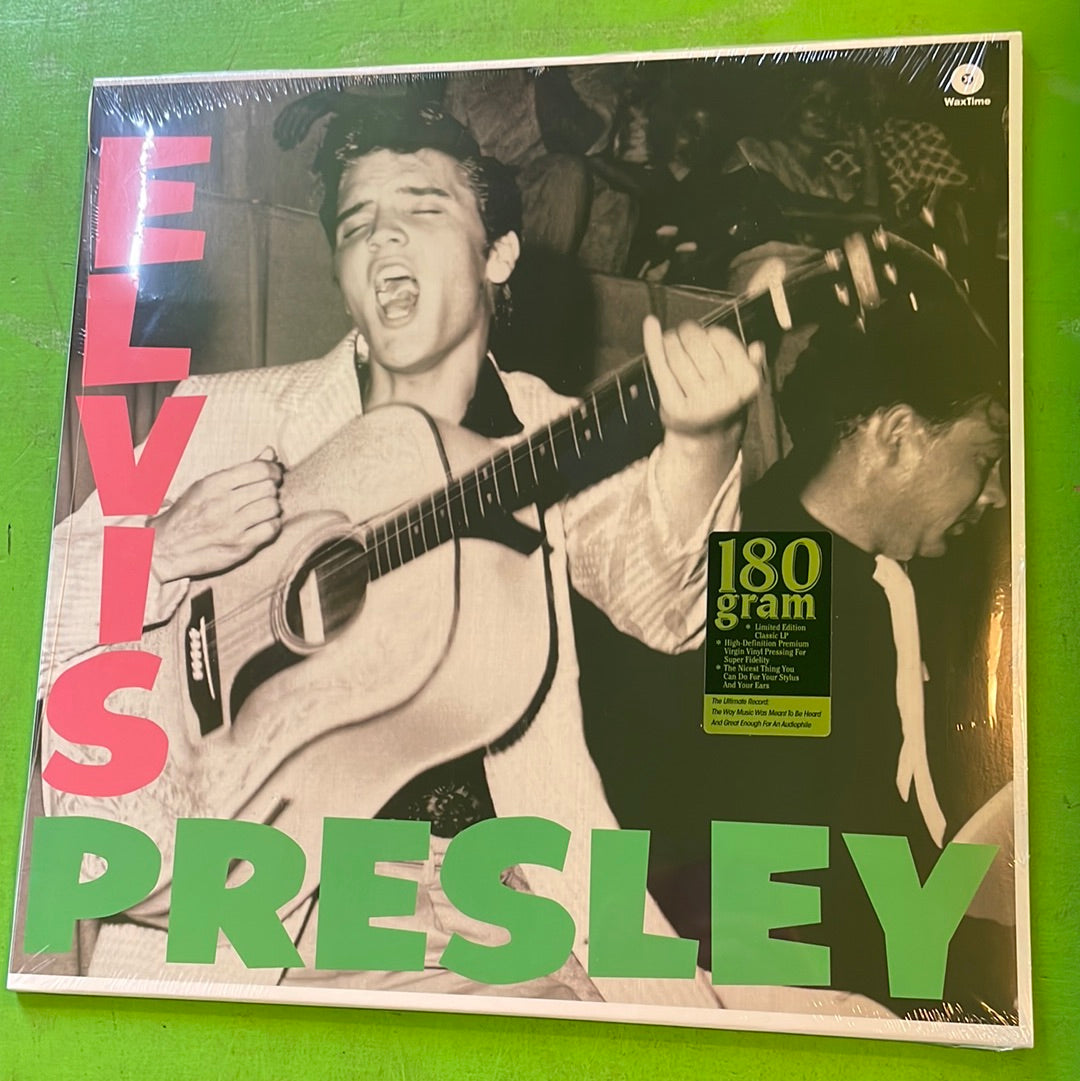 WaxTime
ELVIS
PRESLEY
180
gram
* Limited Edition
Classic LP
* High-Definition Premium
Virgin Vinyl Pressing For
Super Fidelity
* The Nicest Thing You
Can Do For Your Stylus
And Your Ears
The Ultimate Record:
The Way Music Was Meant To Be Heard
And Great Enough For An Audiophile